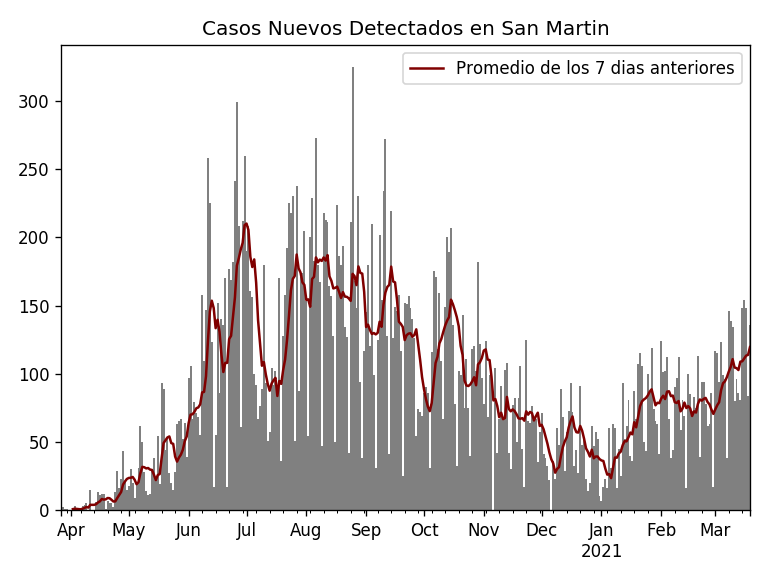 Casos Nuevos Detectados en San Martin
Promedio de los 7 dias anteriores
300
250
200
150
100
50
0
Apr May Jun Jul Aug Sep Oct Nov Dec Jan Feb Mar
2021